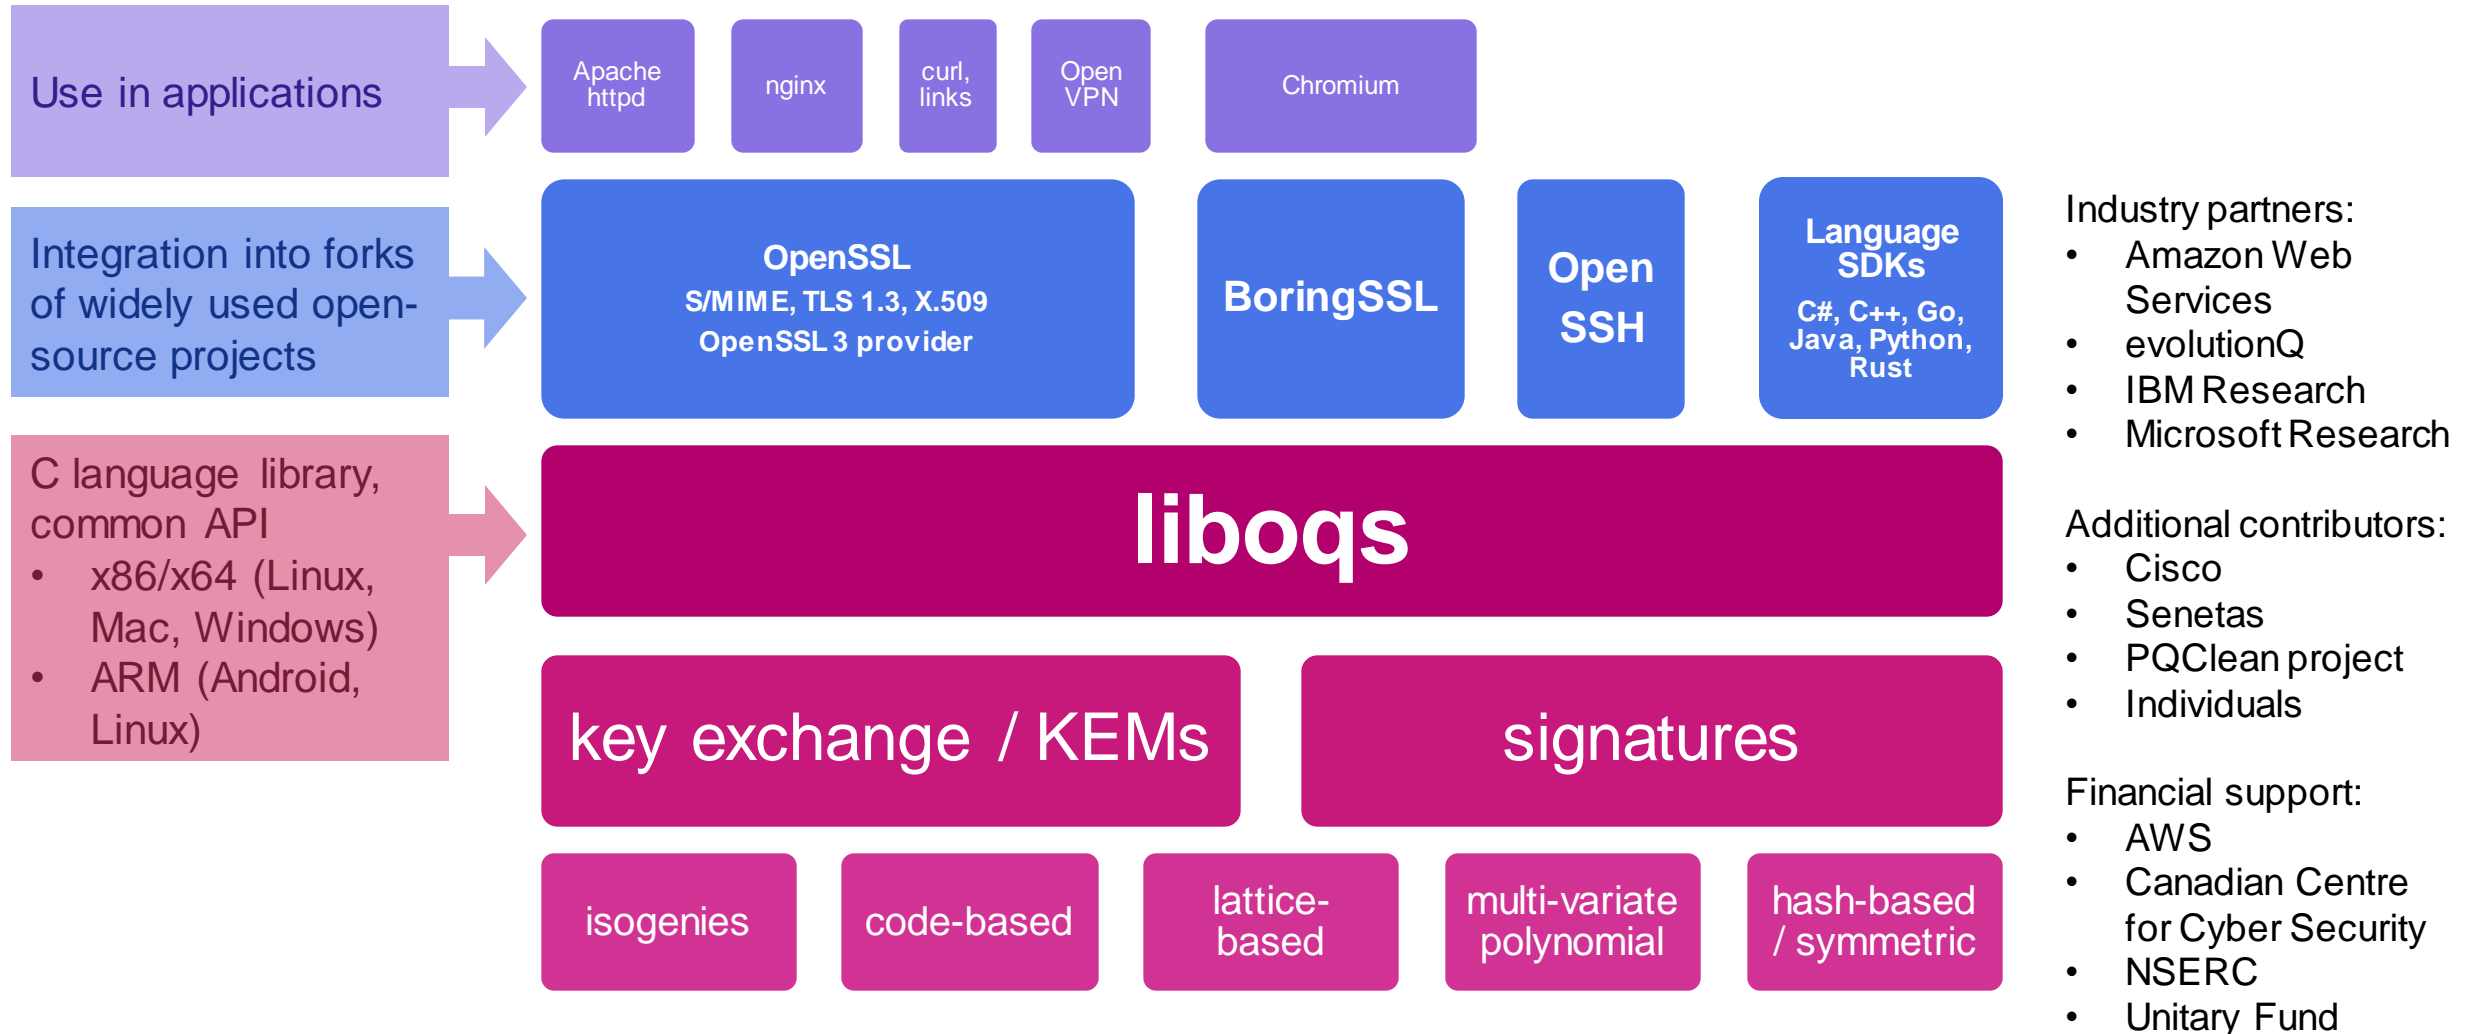 Use in applications
Apache
httpd
nginx
curl,
links
Open
VPN
Chromium
Integration into forks
of widely used open-
source projects
OpenSSL
S/MIME, TLS 1.3, X.509
OpenSSL 3 provider
BoringSSL
Open
SSH
Language
SDKs
C#, C++, Go,
Java, Python,
Rust
C language library,
common API
• x86/x64 (Linux,
Mac, Windows)
• ARM (Android,
Linux)
liboqs
key exchange / KEMs
signatures
isogenies
code-based
lattice-
based
multi-variate
polynomial
hash-based
/ symmetric
Industry partners:
• Amazon Web
Services
• evolutionQ
• IBM Research
• Microsoft Research
Additional contributors:
• Cisco
• Senetas
• PQClean project
• Individuals
Financial support:
• AWS
• Canadian Centre
for Cyber Security
• NSERC
• Unitary Fund